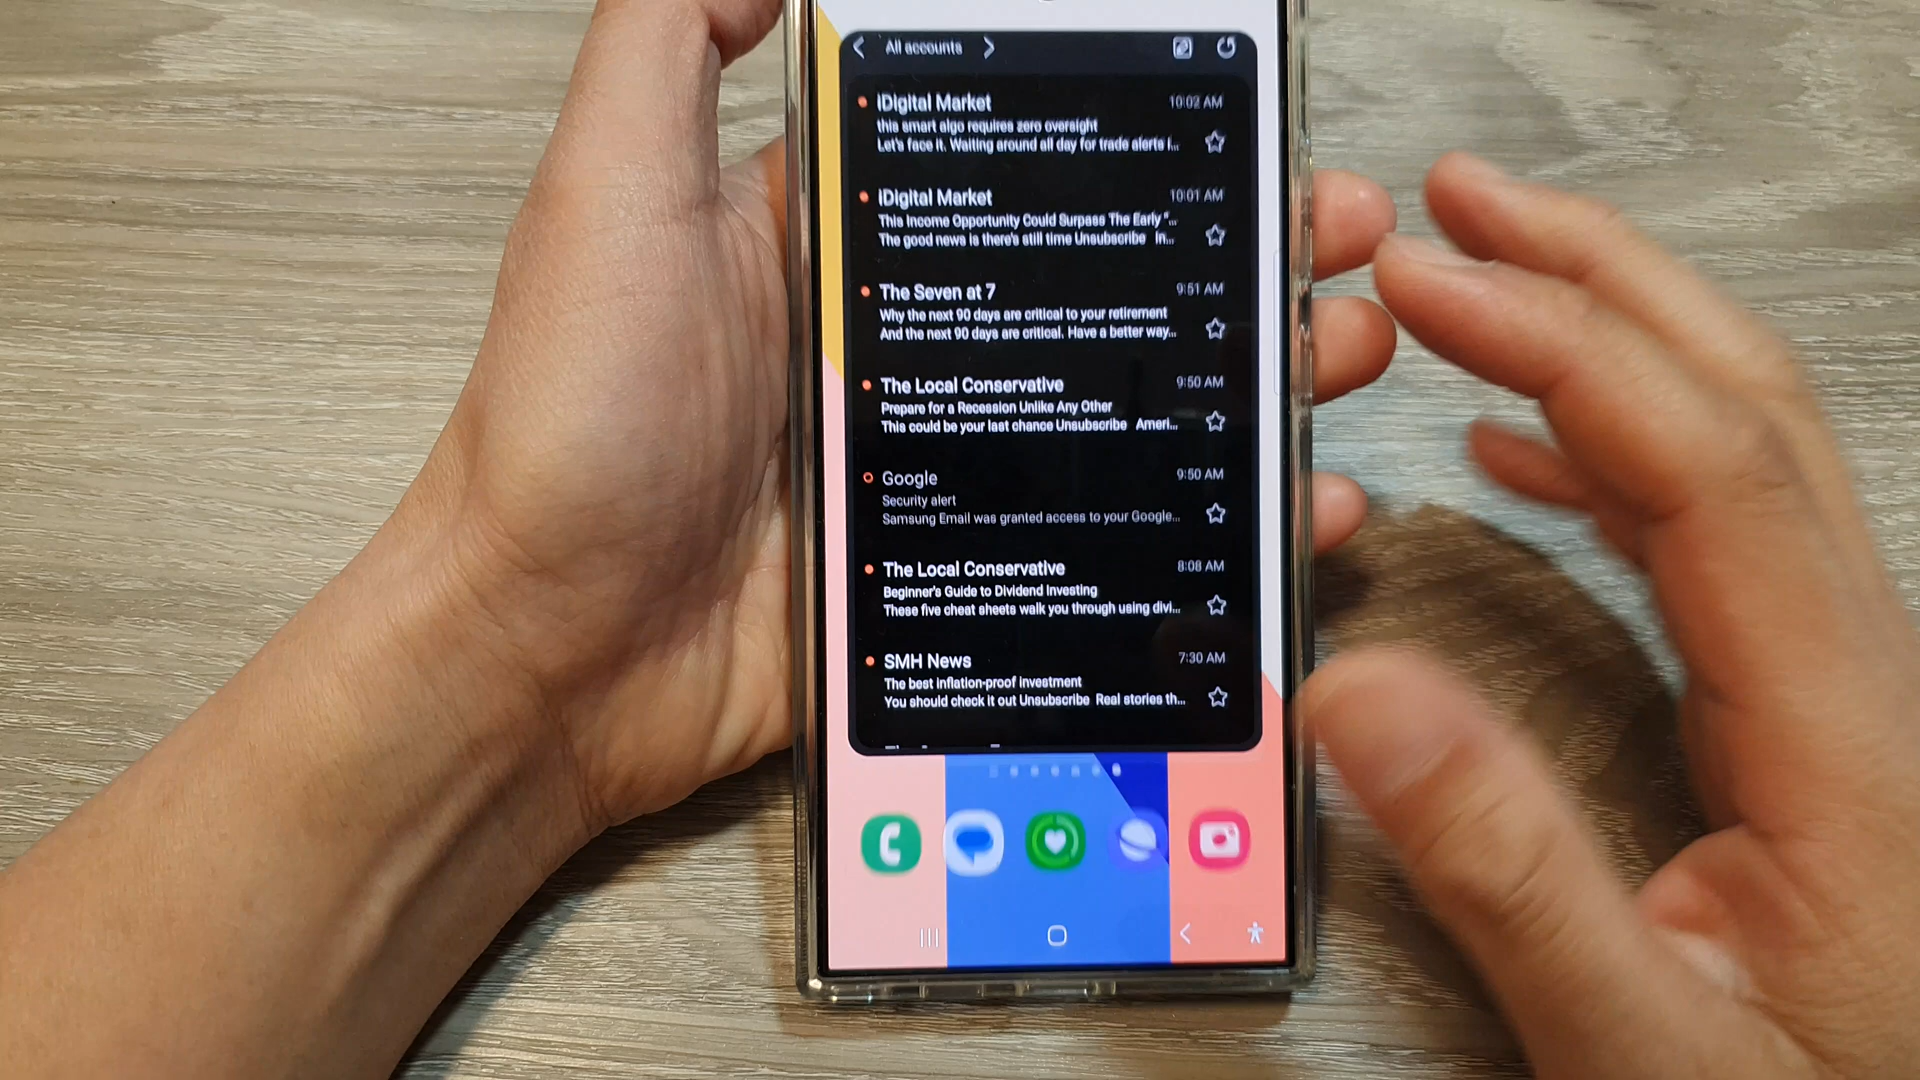 All accounts
iDigital Market 10:02 AM
this smart algo requires zero oversight
Let's face it. Waiting around all day for trade alerts i...
iDigital Market 10:01 AM
This Income Opportunity Could Surpass The Early "...
The good news is there's still time Unsubscribe In...
The Seven at 7 9:51 AM
Why the next 90 days are critical to your retirement
And the next 90 days are critical. Have a better way...
The Local Conservative 9:50 AM
Prepare for a Recession Unlike Any Other
This could be your last chance Unsubscribe Ameri...
Google 9:50 AM
Security alert
Samsung Email was granted access to your Google...
The Local Conservative 8:08 AM
Beginner's Guide to Dividend Investing
These five cheat sheets walk you through using divi...
SMH News 7:30 AM
The best inflation-proof investment
You should check it out Unsubscribe Real stories th...